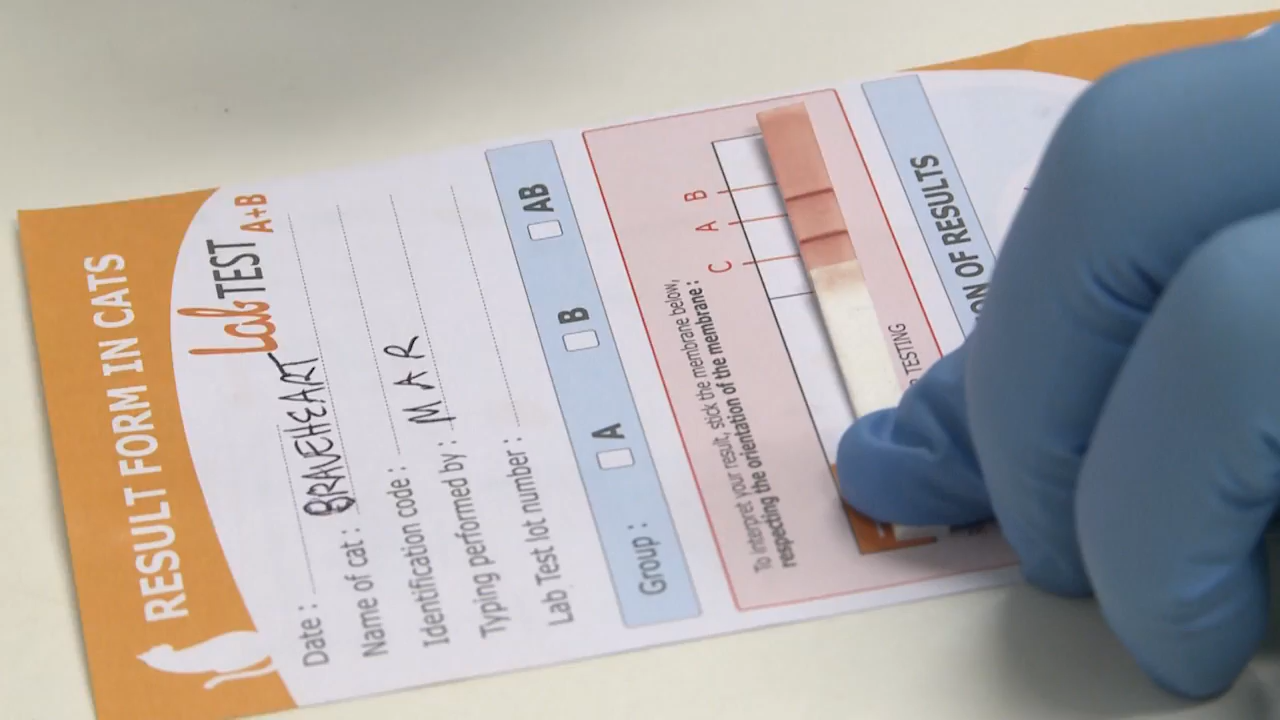 RESULT FORM IN CATS
Lab TEST A+B
Date :
Name of cat : BRAVEHEART
Identification code :
Typing performed by : M A R
Lab Test lot number :
Group : A B AB
To interpret your result, stick the membrane below,
respecting the orientation of the membrane :
C A B
TESTING
ON OF RESULTS